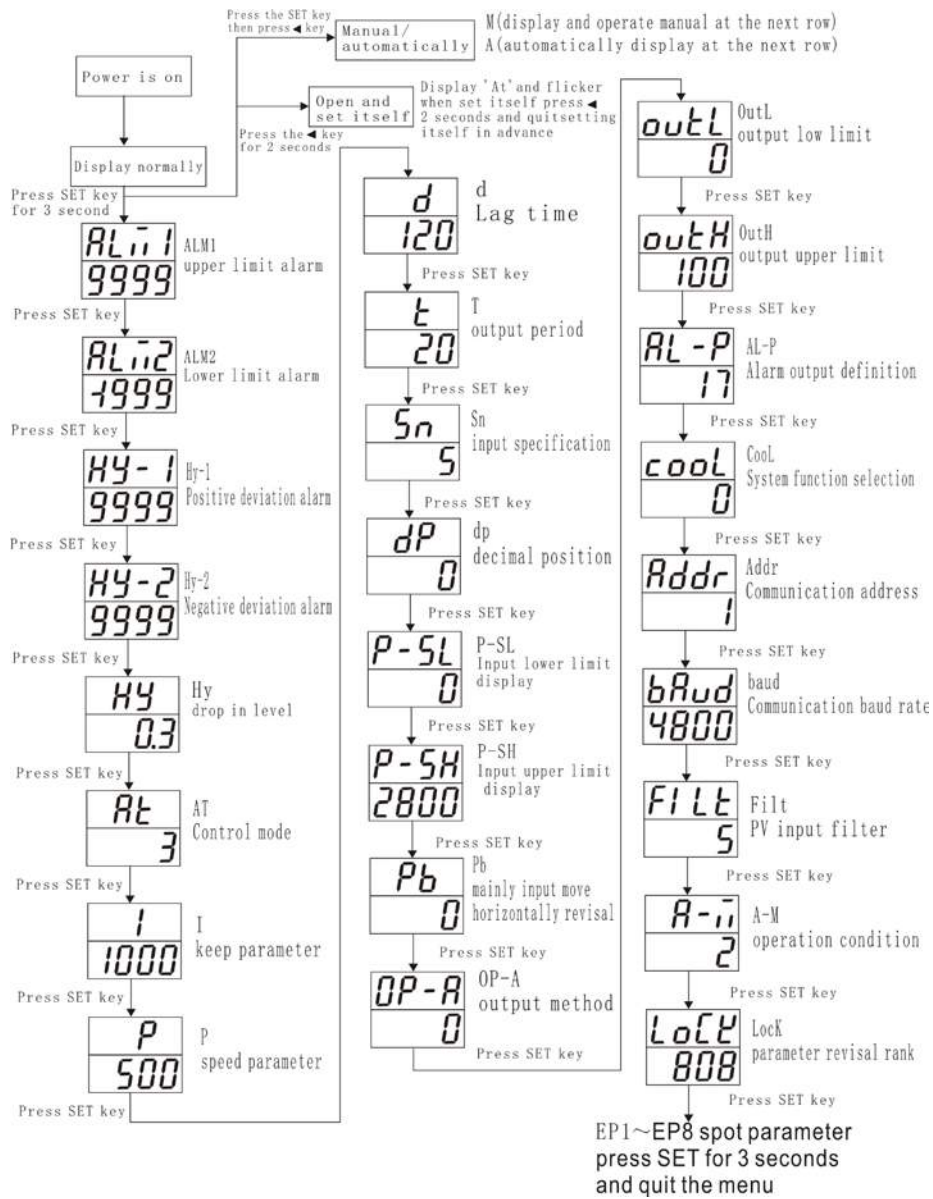 Press the SET key
then press ◄ key
Manual/
automatically
M(display and operate manual at the next row)
A(automatically display at the next row)
Power is on
Open and
set itself
Display 'At' and flicker
when set itself press ◄
2 seconds and quitsetting
itself in advance
Press the ◄ key
for 2 seconds
Display normally
Press SET key
for 3 second
ALM1
9999
ALM1
upper limit alarm
Press SET key
ALM2
-1999
ALM2
Lower limit alarm
Press SET key
HY-1
9999
Hy-1
Positive deviation alarm
Press SET key
HY-2
9999
Hy-2
Negative deviation alarm
Press SET key
HY
0.3
Hy
drop in level
Press SET key
At
3
AT
Control mode
Press SET key
I
1000
I
keep parameter
Press SET key
P
500
P
speed parameter
Press SET key
d
120
d
Lag time
Press SET key
t
20
T
output period
Press SET key
Sn
5
Sn
input specification
Press SET key
dP
0
dp
decimal position
Press SET key
P-SL
0
P-SL
Input lower limit
display
Press SET key
P-SH
2800
P-SH
Input upper limit
display
Press SET key
Pb
0
Pb
mainly input move
horizontally revisal
Press SET key
OP-A
0
OP-A
output method
Press SET key
outL
0
OutL
output low limit
Press SET key
outH
100
OutH
output upper limit
Press SET key
AL-P
17
AL-P
Alarm output definition
Press SET key
cooL
0
CooL
System function selection
Press SET key
Addr
1
Addr
Communication address
Press SET key
bAud
4800
baud
Communication baud rate
Press SET key
FILt
5
Filt
PV input filter
Press SET key
A-M
2
A-M
operation condition
Press SET key
LoCK
808
LocK
parameter revisal rank
Press SET key
EP1~EP8 spot parameter
press SET for 3 seconds
and quit the menu